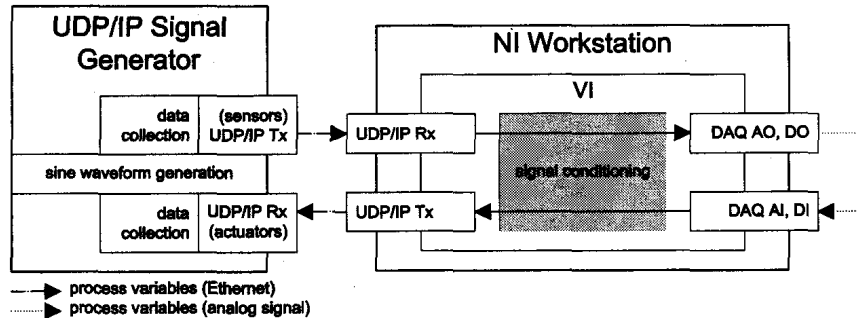 UDP/IP Signal
Generator
data
collection
(sensors)
UDP/IP Tx
sine waveform generation
data
collection
UDP/IP Rx
(actuators)
NI Workstation
VI
UDP/IP Rx
signal conditioning
DAQ AO, DO
UDP/IP Tx
DAQ AI, DI
process variables (Ethernet)
process variables (analog signal)